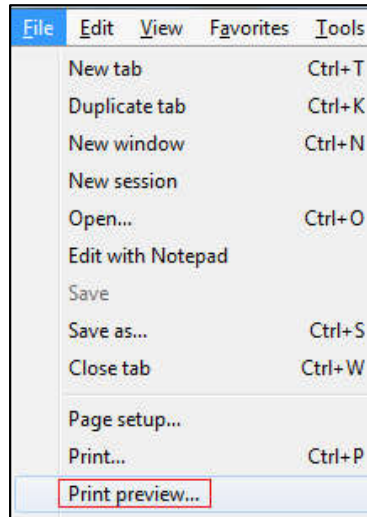 File Edit View Favorites Tools
New tab Ctrl+T
Duplicate tab Ctrl+K
New window Ctrl+N
New session
Open... Ctrl+O
Edit with Notepad
Save
Save as... Ctrl+S
Close tab Ctrl+W
Page setup...
Print... Ctrl+P
Print preview...